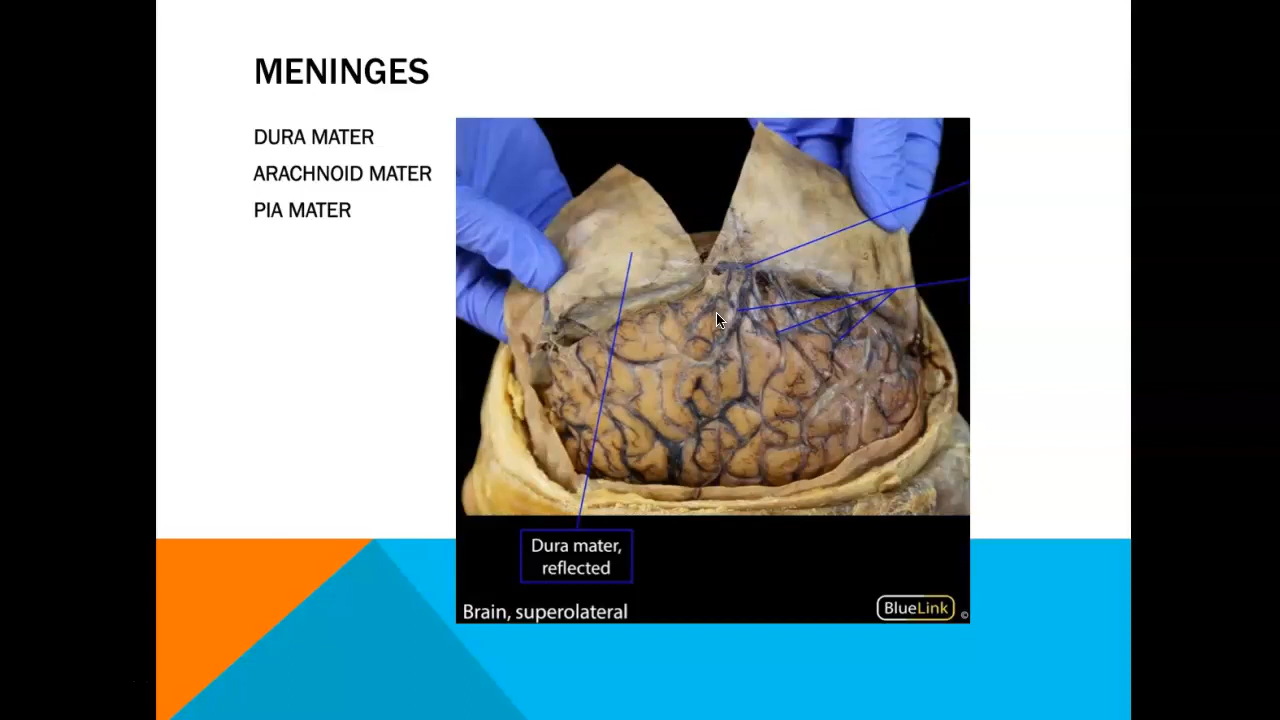 MENINGES
DURA MATER
ARACHNOID MATER
PIA MATER
Dura mater,
reflected
Brain, superolateral
BlueLink
©